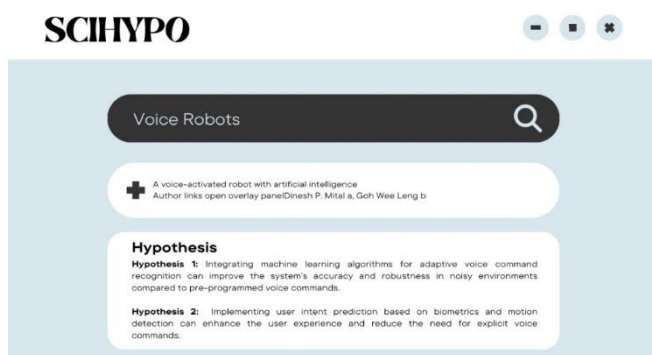 SCIHYPO
Voice Robots
A voice-activated robot with artificial intelligence
Author links open overlay panelDinesh P. Mital a, Goh Wee Leng b
Hypothesis
Hypothesis 1: Integrating machine learning algorithms for adaptive voice command
recognition can improve the system's accuracy and robustness in noisy environments
compared to pre-programmed voice commands.
Hypothesis 2: Implementing user intent prediction based on biometrics and motion
detection can enhance the user experience and reduce the need for explicit voice
commands.